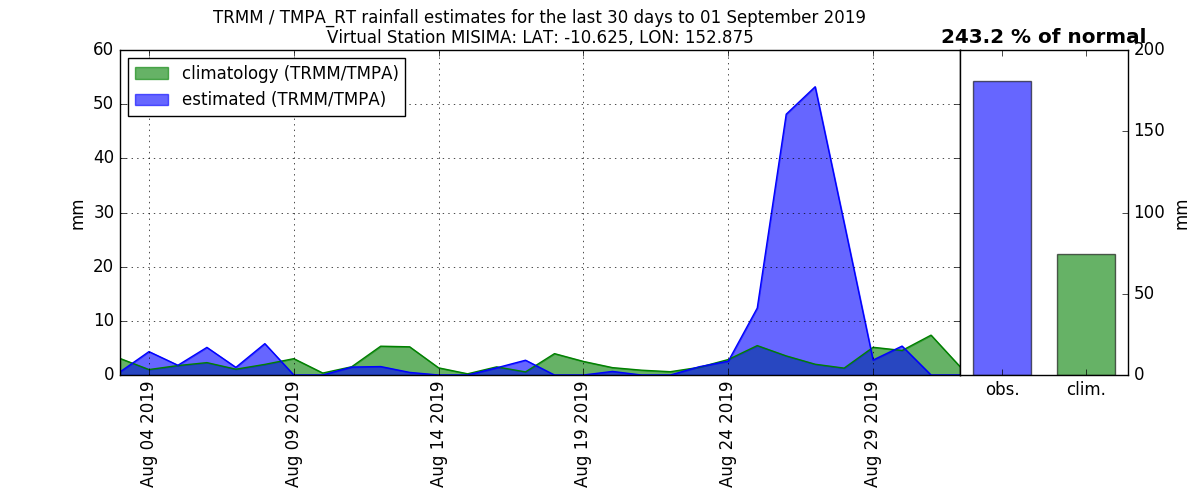 TRMM / TMPA_RT rainfall estimates for the last 30 days to 01 September 2019
Virtual Station MISIMA: LAT: -10.625, LON: 152.875
243.2 % of normal
climatology (TRMM/TMPA)
estimated (TRMM/TMPA)
mm
60
50
40
30
20
10
0
Aug 04 2019
Aug 09 2019
Aug 14 2019
Aug 19 2019
Aug 24 2019
Aug 29 2019
obs.
clim.
200
150
100
50
0
mm